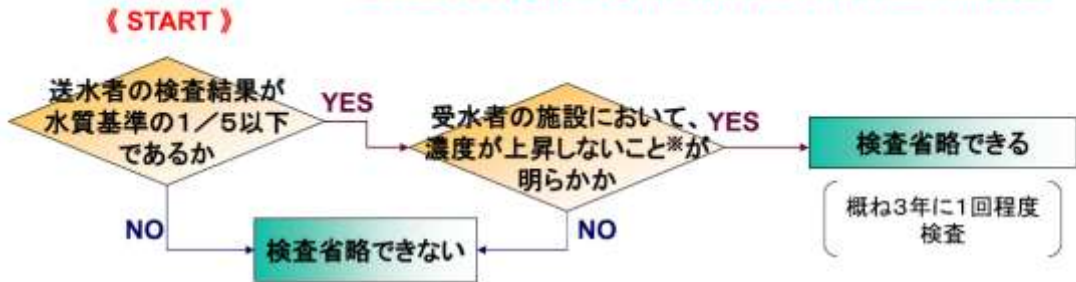 《 START 》
送水者の検査結果が
水質基準の1／5以下
であるか
YES
受水者の施設において、
濃度が上昇しないこと※が
明らかか
YES
検査省略できる
概ね3年に1回程度
検査
NO
検査省略できない
NO